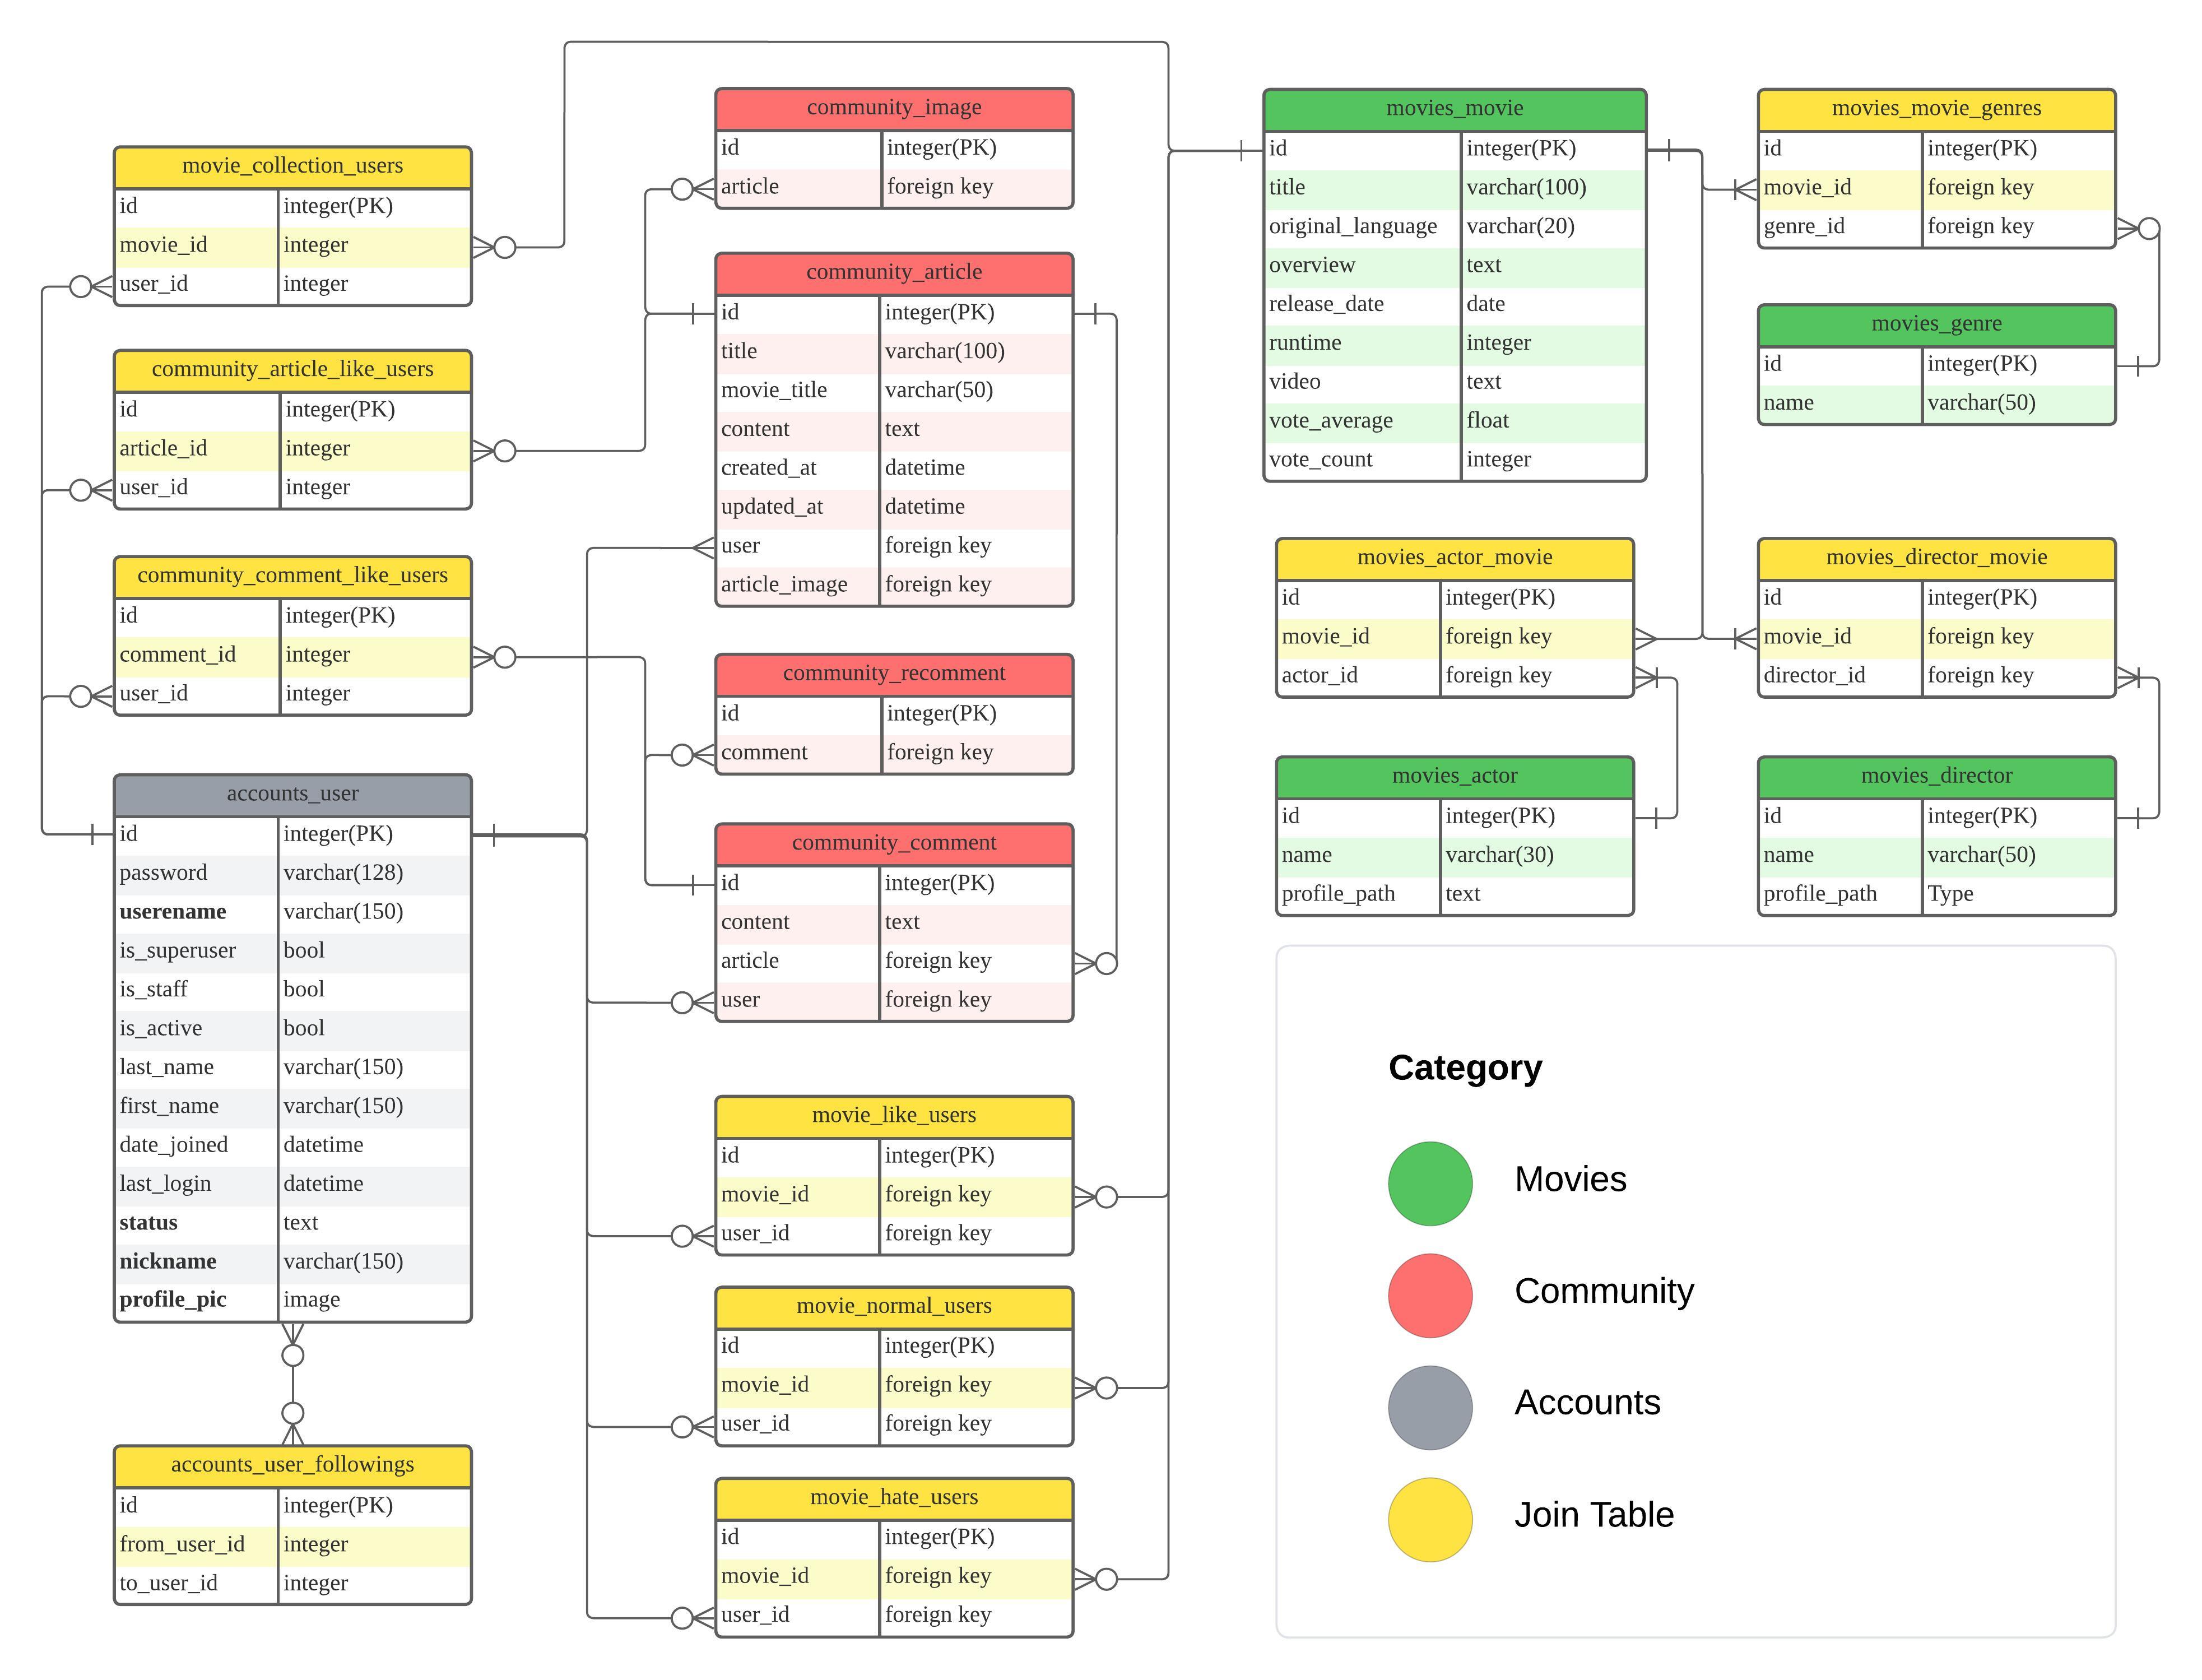 movie_collection_users
id integer(PK)
movie_id integer
user_id integer
community_article_like_users
id integer(PK)
article_id integer
user_id integer
community_comment_like_users
id integer(PK)
comment_id integer
user_id integer
accounts_user
id integer(PK)
password varchar(128)
userename varchar(150)
is_superuser bool
is_staff bool
is_active bool
last_name varchar(150)
first_name varchar(150)
date_joined datetime
last_login datetime
status text
nickname varchar(150)
profile_pic image
accounts_user_followings
id integer(PK)
from_user_id integer
to_user_id integer
community_image
id integer(PK)
article foreign key
community_article
id integer(PK)
title varchar(100)
movie_title varchar(50)
content text
created_at datetime
updated_at datetime
user foreign key
article_image foreign key
community_recomment
id integer(PK)
comment foreign key
community_comment
id integer(PK)
content text
article foreign key
user foreign key
movie_like_users
id integer(PK)
movie_id foreign key
user_id foreign key
movie_normal_users
id integer(PK)
movie_id foreign key
user_id foreign key
movie_hate_users
id integer(PK)
movie_id foreign key
user_id foreign key
movies_movie
id integer(PK)
title varchar(100)
original_language varchar(20)
overview text
release_date date
runtime integer
video text
vote_average float
vote_count integer
movies_movie_genres
id integer(PK)
movie_id foreign key
genre_id foreign key
movies_genre
id integer(PK)
name varchar(50)
movies_actor_movie
id integer(PK)
movie_id foreign key
actor_id foreign key
movies_director_movie
id integer(PK)
movie_id foreign key
director_id foreign key
movies_actor
id integer(PK)
name varchar(30)
profile_path text
movies_director
id integer(PK)
name varchar(50)
profile_path Type
Category
Movies
Community
Accounts
Join Table